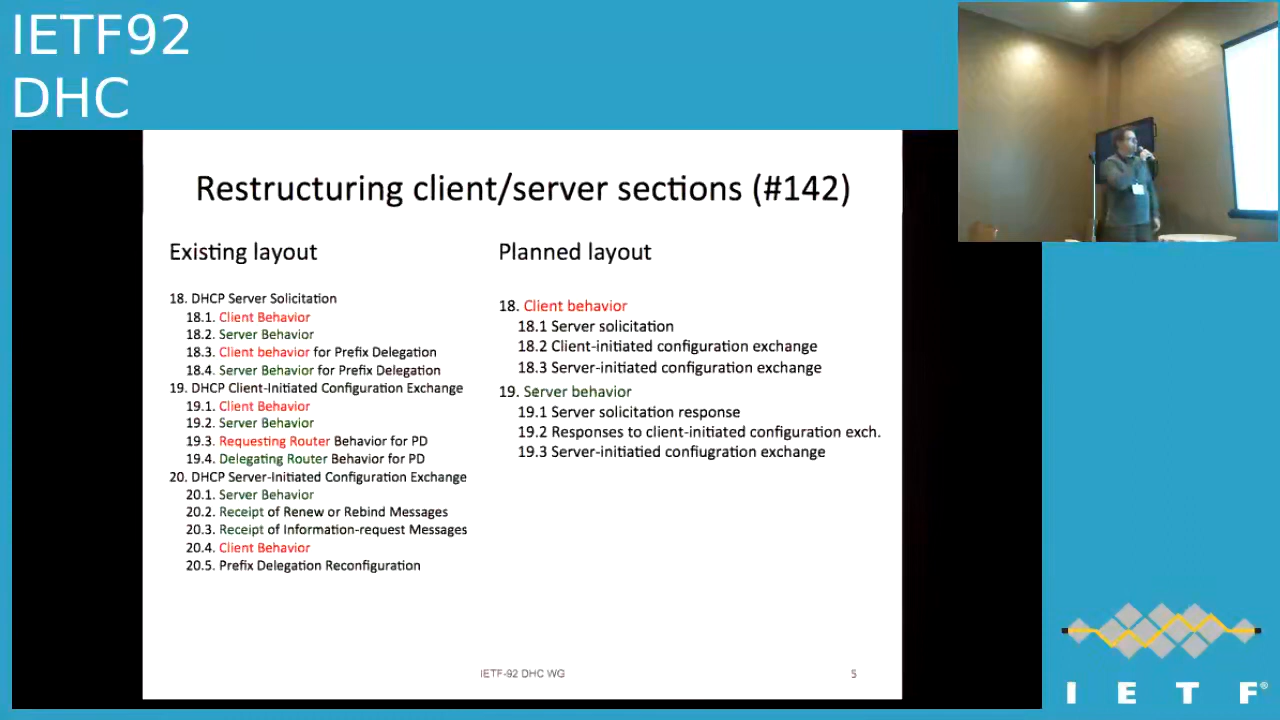 IETF92
DHC
Restructuring client/server sections (#142)
Existing layout
18. DHCP Server Solicitation
18.1. Client Behavior
18.2. Server Behavior
18.3. Client behavior for Prefix Delegation
18.4. Server Behavior for Prefix Delegation
19. DHCP Client-Initiated Configuration Exchange
19.1. Client Behavior
19.2. Server Behavior
19.3. Requesting Router Behavior for PD
19.4. Delegating Router Behavior for PD
20. DHCP Server-Initiated Configuration Exchange
20.1. Server Behavior
20.2. Receipt of Renew or Rebind Messages
20.3. Receipt of Information-request Messages
20.4. Client Behavior
20.5. Prefix Delegation Reconfiguration
Planned layout
18. Client behavior
18.1 Server solicitation
18.2 Client-initiated configuration exchange
18.3 Server-initiated configuration exchange
19. Server behavior
19.1 Server solicitation response
19.2 Responses to client-initiated configuration exch.
19.3 Server-initiatied confiugration exchange
IETF-92 DHC WG
5
I E T F®